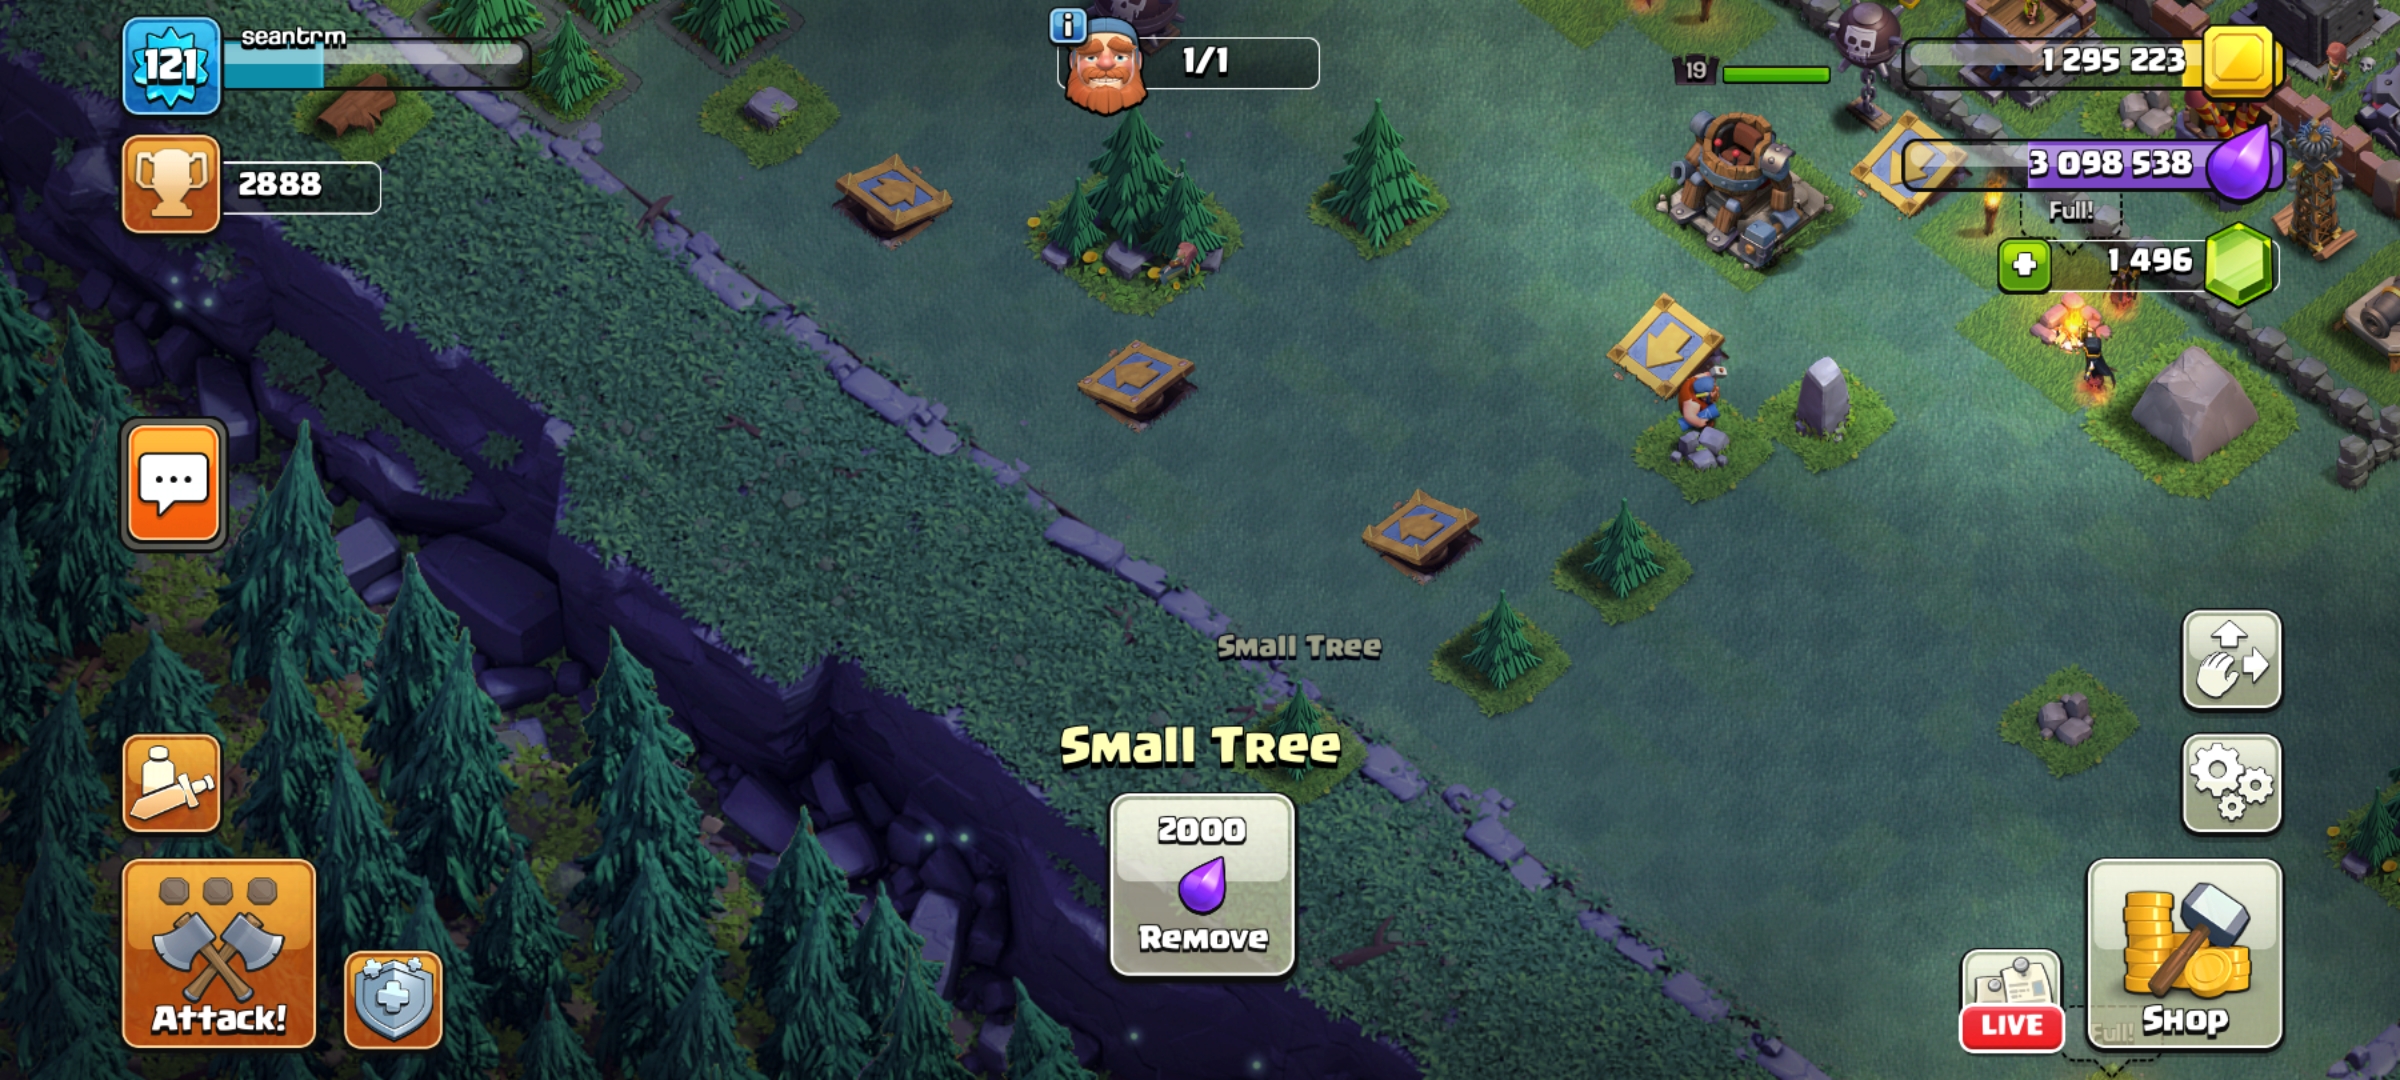 121
seantrm
1/1
19
1 295 223
2888
3 098 538
Full!
1 496
Small Tree
Small Tree
2000
Remove
Attack!
LIVE
Full!
Shop